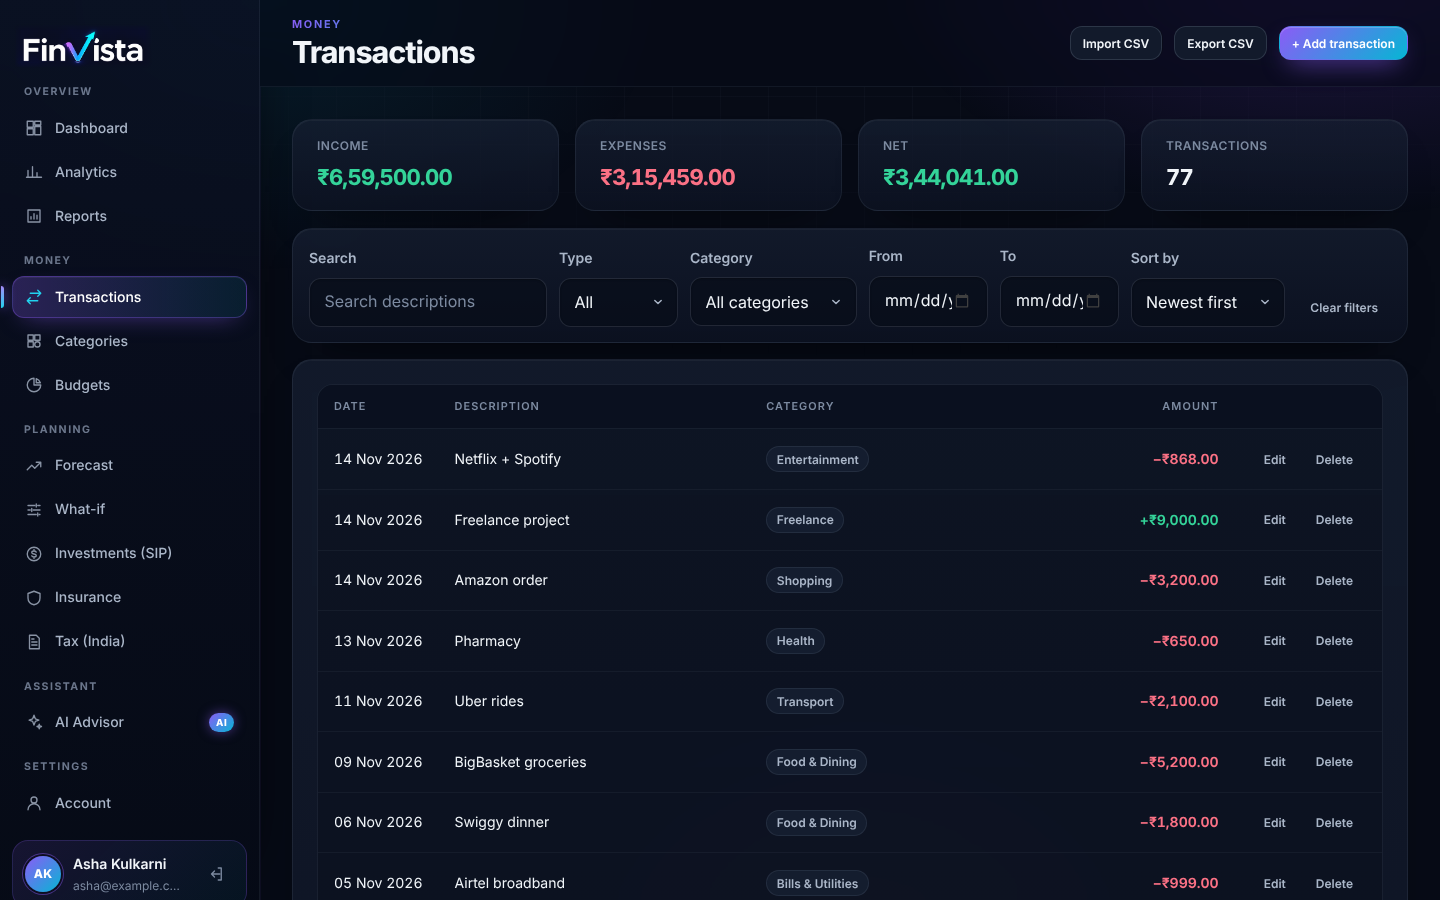 FinVista
OVERVIEW
Dashboard
Analytics
Reports
MONEY
Transactions
Categories
Budgets
PLANNING
Forecast
What-if
Investments (SIP)
Insurance
Tax (India)
ASSISTANT
AI Advisor AI
SETTINGS
Account
AK Asha Kulkarni
asha@example.c...
MONEY
Transactions
Import CSV Export CSV + Add transaction
INCOME
₹6,59,500.00
EXPENSES
₹3,15,459.00
NET
₹3,44,041.00
TRANSACTIONS
77
Search Type Category From To Sort by
Search descriptions All All categories mm/dd/y mm/dd/y Newest first Clear filters
DATE DESCRIPTION CATEGORY AMOUNT
14 Nov 2026 Netflix + Spotify Entertainment −₹868.00 Edit Delete
14 Nov 2026 Freelance project Freelance +₹9,000.00 Edit Delete
14 Nov 2026 Amazon order Shopping −₹3,200.00 Edit Delete
13 Nov 2026 Pharmacy Health −₹650.00 Edit Delete
11 Nov 2026 Uber rides Transport −₹2,100.00 Edit Delete
09 Nov 2026 BigBasket groceries Food & Dining −₹5,200.00 Edit Delete
06 Nov 2026 Swiggy dinner Food & Dining −₹1,800.00 Edit Delete
05 Nov 2026 Airtel broadband Bills & Utilities −₹999.00 Edit Delete